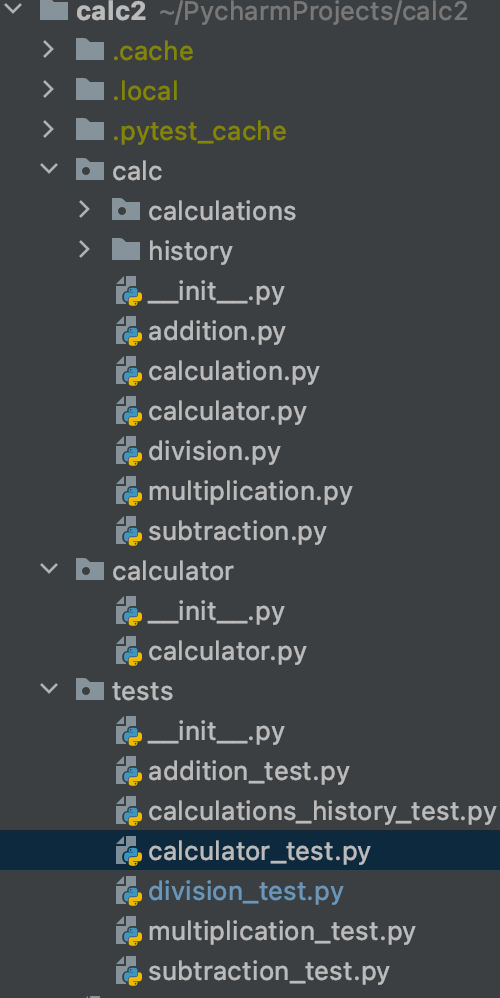 calc2 ~/PycharmProjects/calc2
.cache
.local
.pytest_cache
calc
calculations
history
__init__.py
addition.py
calculation.py
calculator.py
division.py
multiplication.py
subtraction.py
calculator
__init__.py
calculator.py
tests
__init__.py
addition_test.py
calculations_history_test.py
calculator_test.py
division_test.py
multiplication_test.py
subtraction_test.py